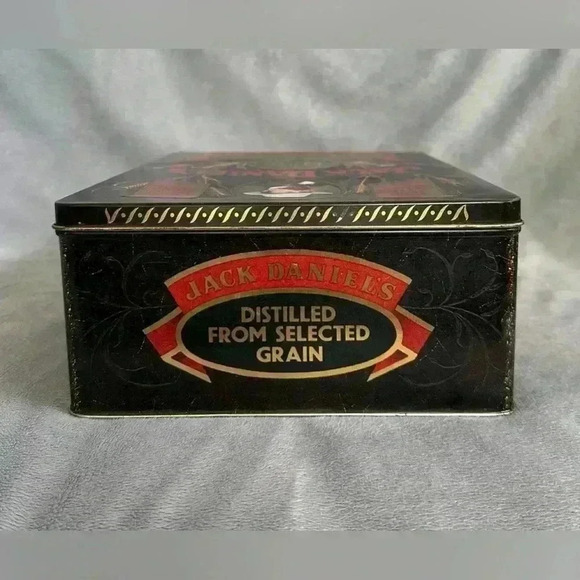 JACK DANIEL'S
DISTILLED
FROM SELECTED
GRAIN